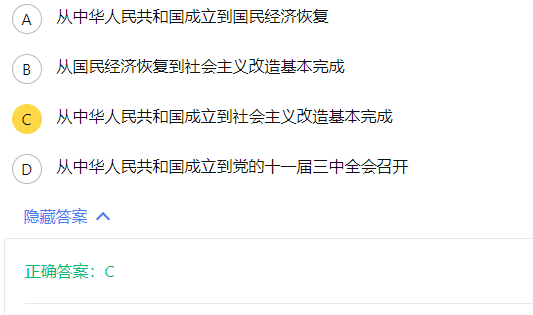 A 从中华人民共和国成立到国民经济恢复
B 从国民经济恢复到社会主义改造基本完成
C 从中华人民共和国成立到社会主义改造基本完成
D 从中华人民共和国成立到党的十一届三中全会召开
隐藏答案
正确答案：C